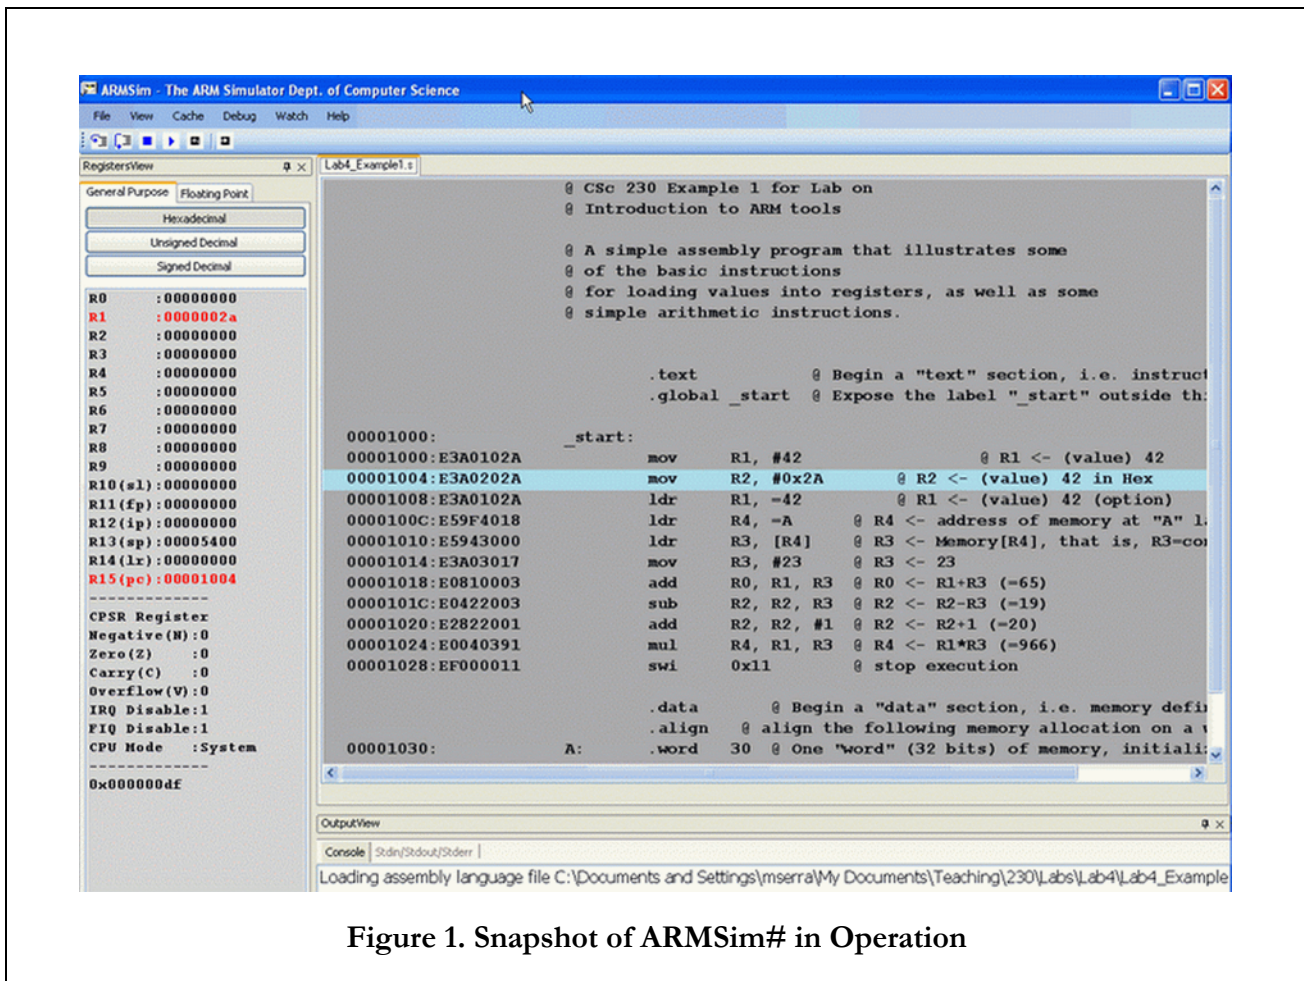 ARMSim - The ARM Simulator Dept. of Computer Science
File View Cache Debug Watch Help
RegistersView
General Purpose Floating Point
Hexadecimal
Unsigned Decimal
Signed Decimal
R0 :00000000
R1 :0000002a
R2 :00000000
R3 :00000000
R4 :00000000
R5 :00000000
R6 :00000000
R7 :00000000
R8 :00000000
R9 :00000000
R10(sl):00000000
R11(fp):00000000
R12(ip):00000000
R13(sp):00005400
R14(lr):00000000
R15(pc):00001004
--------------
CPSR Register
Negative(N):0
Zero(Z) :0
Carry(C) :0
Overflow(V):0
IRQ Disable:1
FIQ Disable:1
CPU Mode :System
--------------
0x000000df
Lab4_Example1.s
@ CSc 230 Example 1 for Lab on
@ Introduction to ARM tools
@ A simple assembly program that illustrates some
@ of the basic instructions
@ for loading values into registers, as well as some
@ simple arithmetic instructions.
.text @ Begin a "text" section, i.e. instruct
.global _start @ Expose the label "_start" outside th
00001000: _start:
00001000:E3A0102A mov R1, #42 @ R1 <- (value) 42
00001004:E3A0202A mov R2, #0x2A @ R2 <- (value) 42 in Hex
00001008:E3A0102A ldr R1, =42 @ R1 <- (value) 42 (option)
0000100C:E59F4018 ldr R4, =A @ R4 <- address of memory at "A" l
00001010:E5943000 ldr R3, [R4] @ R3 <- Memory[R4], that is, R3=co
00001014:E3A03017 mov R3, #23 @ R3 <- 23
00001018:E0810003 add R0, R1, R3 @ R0 <- R1+R3 (=65)
0000101C:E0422003 sub R2, R2, R3 @ R2 <- R2-R3 (=19)
00001020:E2822001 add R2, R2, #1 @ R2 <- R2+1 (=20)
00001024:E0040391 mul R4, R1, R3 @ R4 <- R1*R3 (=966)
00001028:EF000011 swi 0x11 @ stop execution
.data @ Begin a "data" section, i.e. memory defi
.align @ align the following memory allocation on a
00001030: A: .word 30 @ One "word" (32 bits) of memory, initiali
OutputView
Console Stdin/Stdout/Stderr
Loading assembly language file C:\Documents and Settings\mserra\My Documents\Teaching\230\Labs\Lab4\Lab4_Example
Figure 1. Snapshot of ARMSim# in Operation